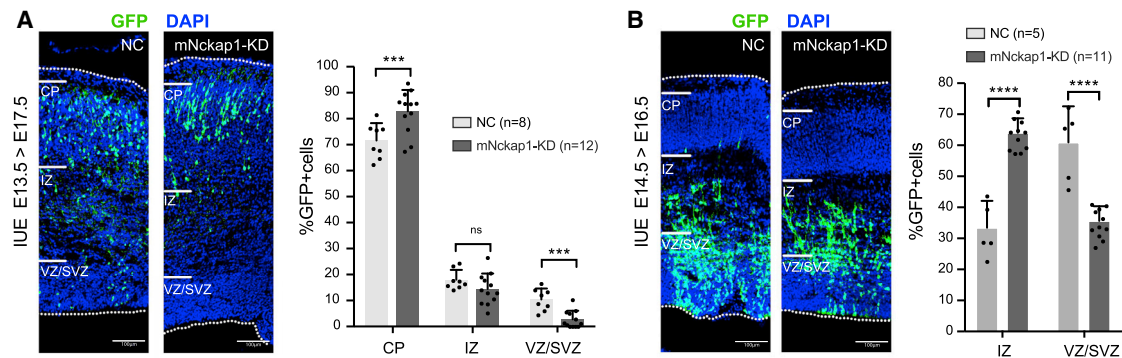 A
GFP DAPI
NC
mNckap1-KD
IUE E13.5 > E17.5
CP
IZ
VZ/SVZ
100µm
CP
IZ
VZ/SVZ
100µm
%GFP+cells
100
90
80
70
60
50
40
30
20
10
0
***
ns
***
NC (n=8)
mNckap1-KD (n=12)
CP IZ VZ/SVZ
B
GFP DAPI
NC
mNckap1-KD
IUE E14.5 > E16.5
CP
IZ
VZ/SVZ
100µm
CP
IZ
VZ/SVZ
100µm
NC (n=5)
mNckap1-KD (n=11)
%GFP+cells
80
70
60
50
40
30
20
10
0
****
****
IZ VZ/SVZ